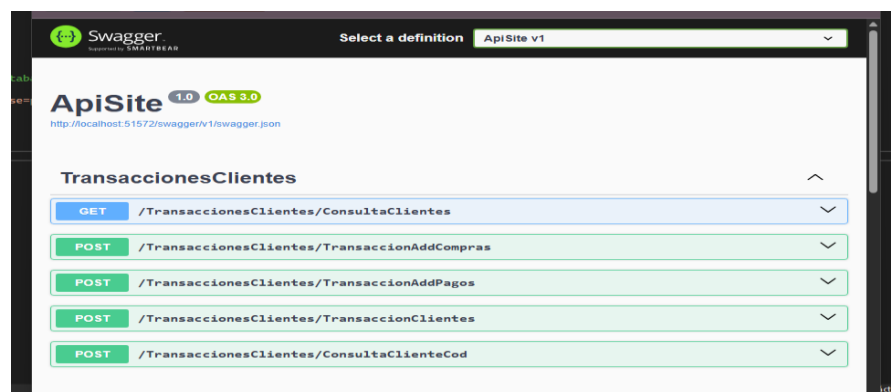 Swagger.
Supported by SMARTBEAR
Select a definition
ApiSite v1
ApiSite 1.0 OAS 3.0
http://localhost:51572/swagger/v1/swagger.json
TransaccionesClientes
GET /TransaccionesClientes/ConsultaClientes
POST /TransaccionesClientes/TransaccionAddCompras
POST /TransaccionesClientes/TransaccionAddPagos
POST /TransaccionesClientes/TransaccionClientes
POST /TransaccionesClientes/ConsultaClienteCod